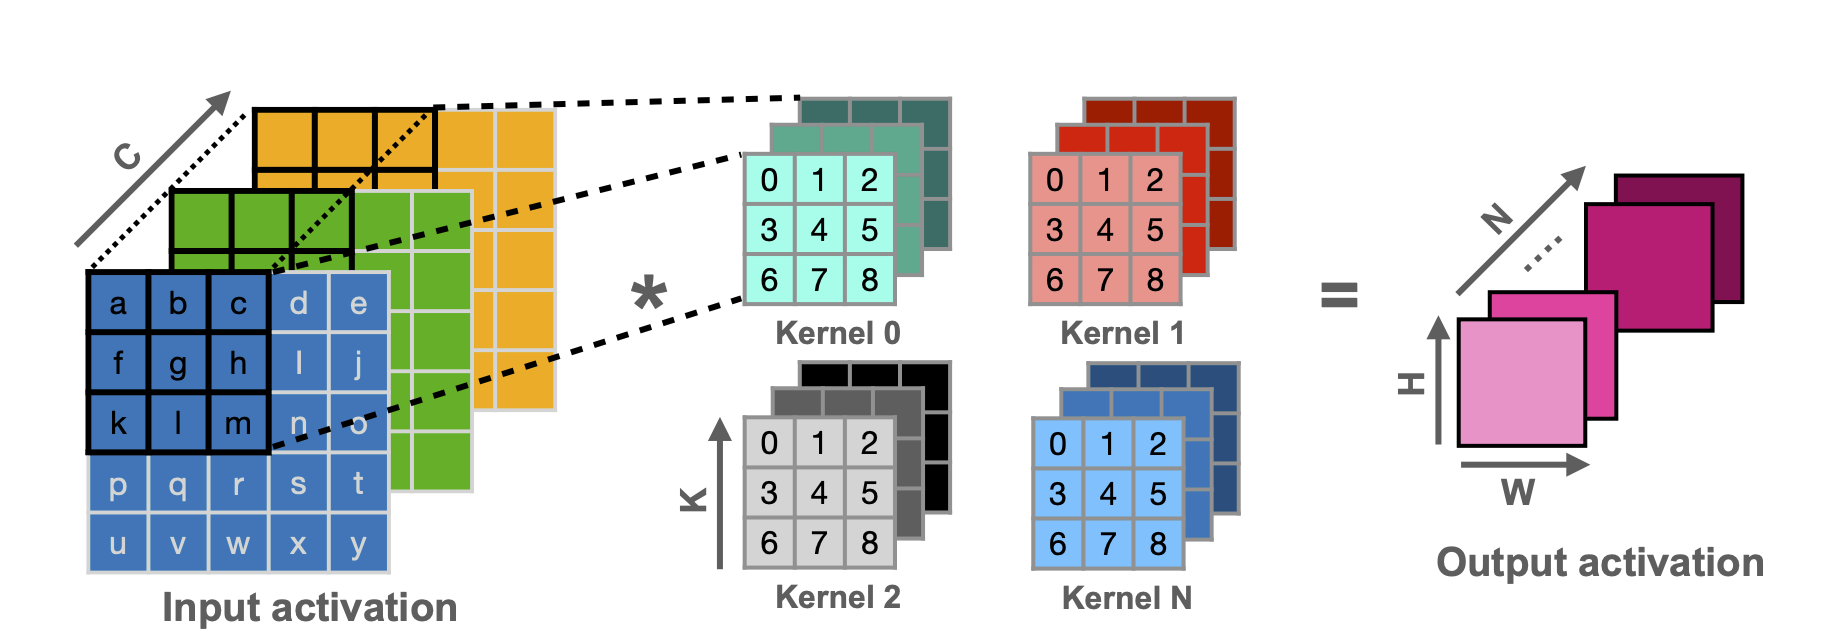 C
a b c d e
f g h l j
k l m n o
p q r s t
u v w x y
Input activation
*
0 1 2
3 4 5
6 7 8
Kernel 0
0 1 2
3 4 5
6 7 8
Kernel 1
K
0 1 2
3 4 5
6 7 8
Kernel 2
0 1 2
3 4 5
6 7 8
Kernel N
=
N
H
W
Output activation